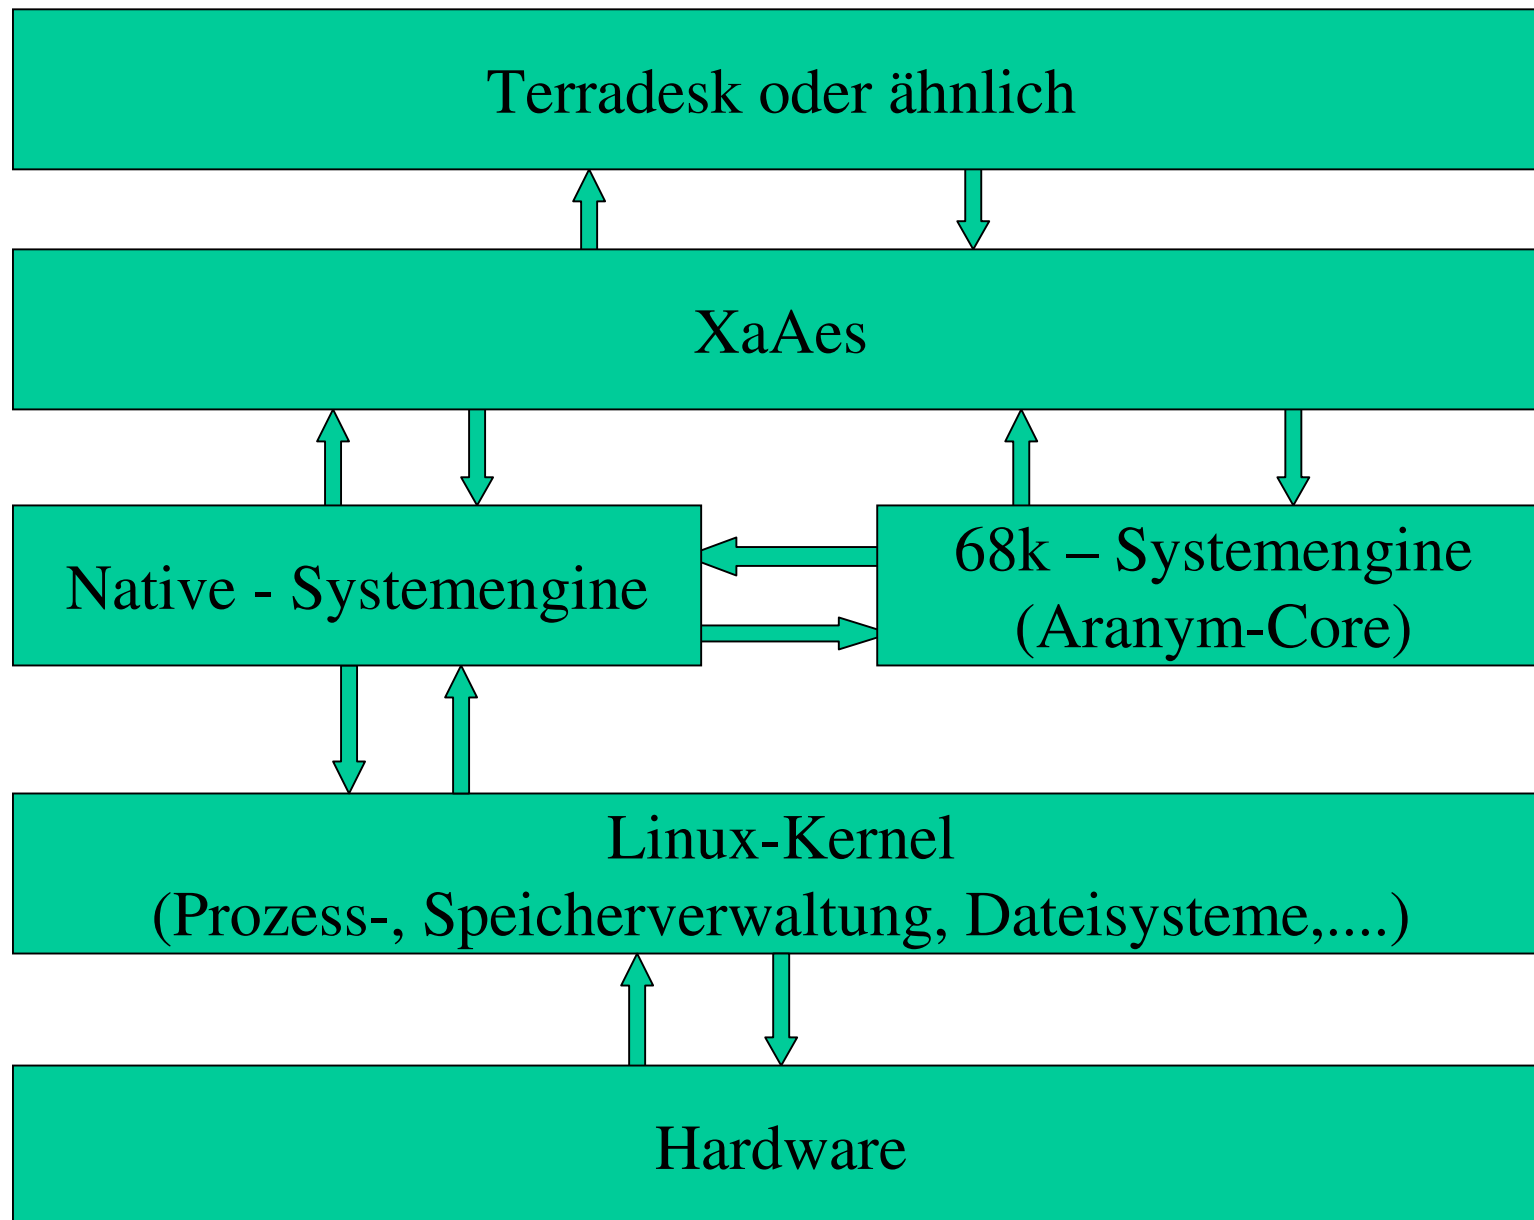 Terradesk oder ähnlich
XaAes
Native - Systemengine
68k – Systemengine
(Aranym-Core)
Linux-Kernel
(Prozess-, Speicherverwaltung, Dateisysteme,....)
Hardware